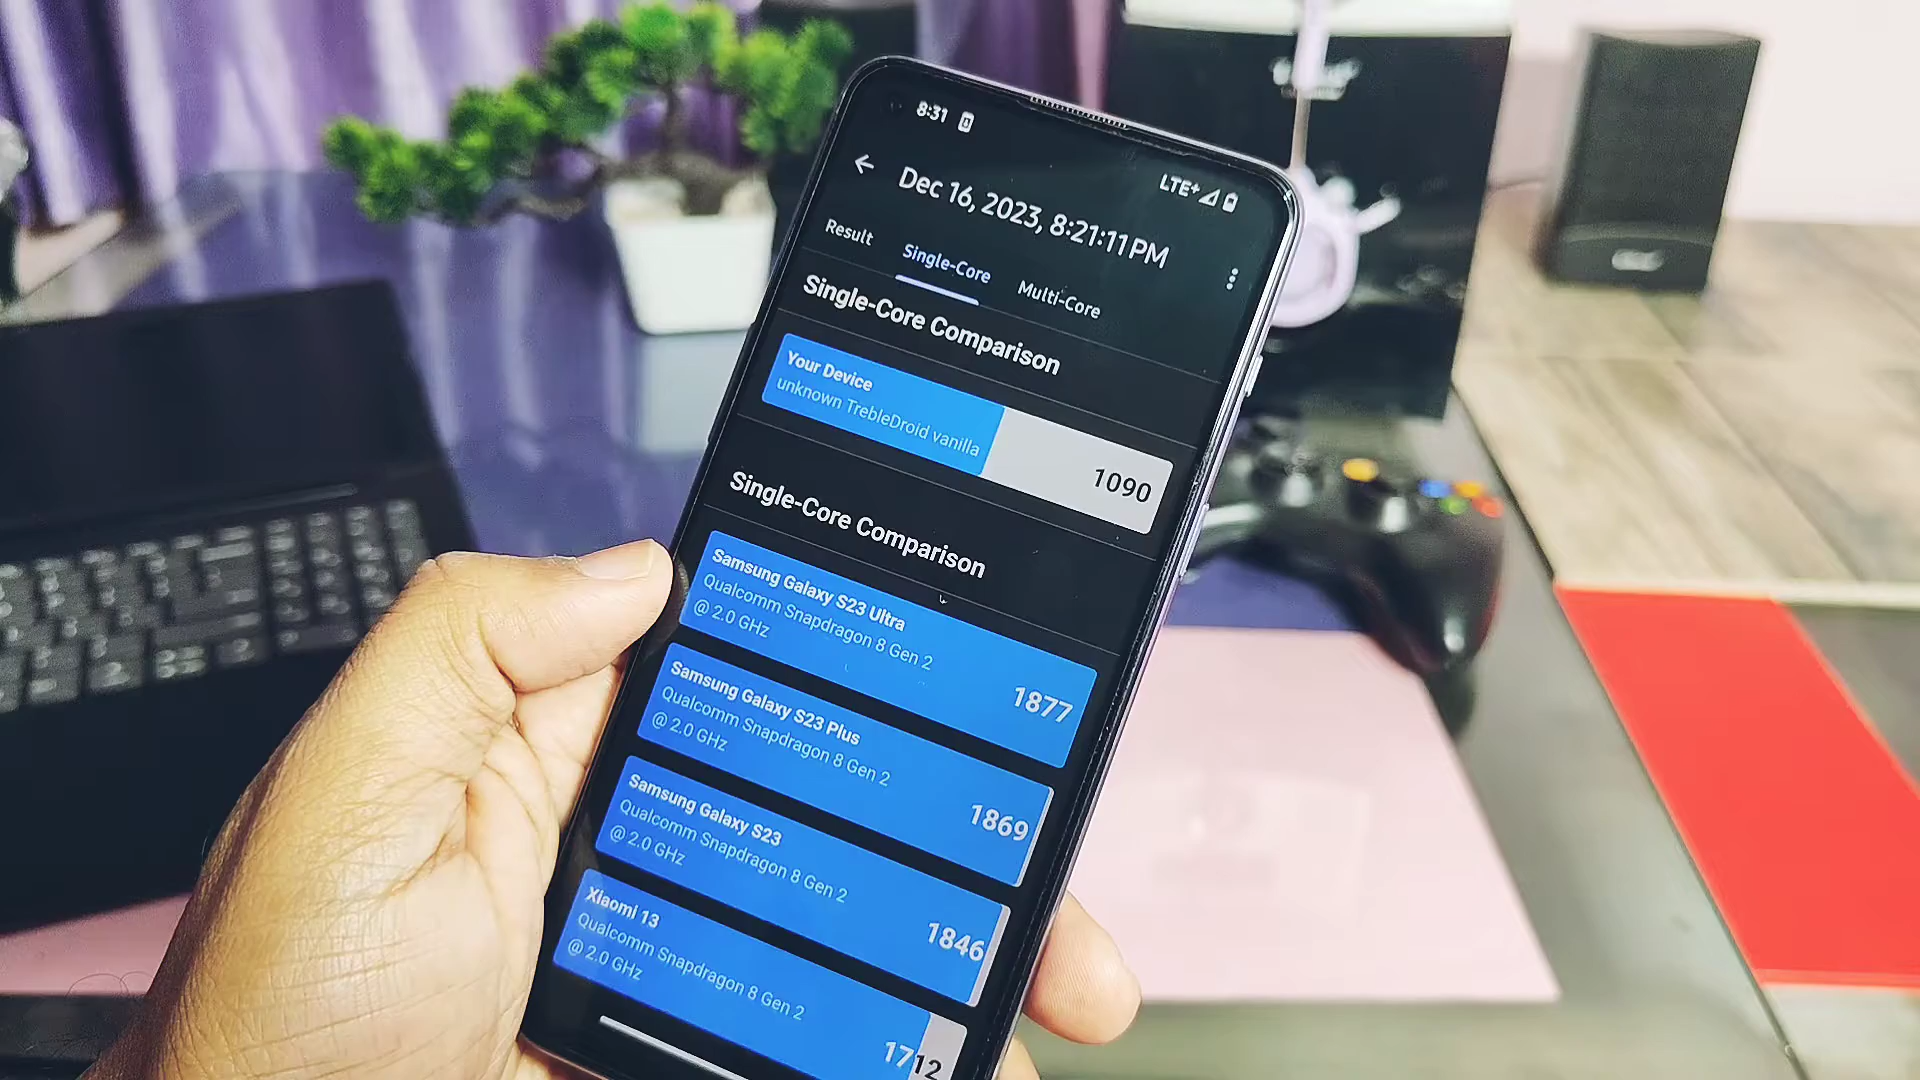 8:31
LTE+
Dec 16, 2023, 8:21:11 PM
Result
Single-Core
Multi-Core
Single-Core Comparison
Your Device
unknown TrebleDroid vanilla
1090
Single-Core Comparison
Samsung Galaxy S23 Ultra
Qualcomm Snapdragon 8 Gen 2
@ 2.0 GHz
1877
Samsung Galaxy S23 Plus
Qualcomm Snapdragon 8 Gen 2
@ 2.0 GHz
1869
Samsung Galaxy S23
Qualcomm Snapdragon 8 Gen 2
@ 2.0 GHz
1846
Xiaomi 13
Qualcomm Snapdragon 8 Gen 2
@ 2.0 GHz
1712